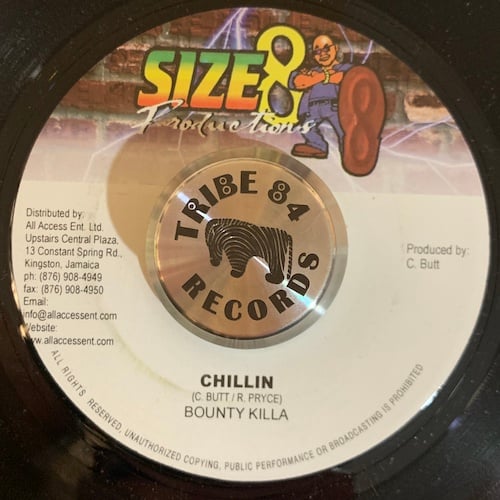 SIZE 8
Productions
8
TRIBE 84
RECORDS
Distributed by:
All Access Ent. Ltd.
Upstairs Central Plaza,
13 Constant Spring Rd.,
Kingston, Jamaica
ph: (876) 908-4949
fax: (876) 908-4950
Email:
info@allaccessent.com
Website:
www.allaccessent.com
Produced by:
C. Butt
CHILLIN
(C. BUTT / R. PRYCE)
BOUNTY KILLA
ALL RIGHTS RESERVED, UNAUTHORIZED COPYING, PUBLIC PERFORMANCE OR BROADCASTING IS PROHIBITED